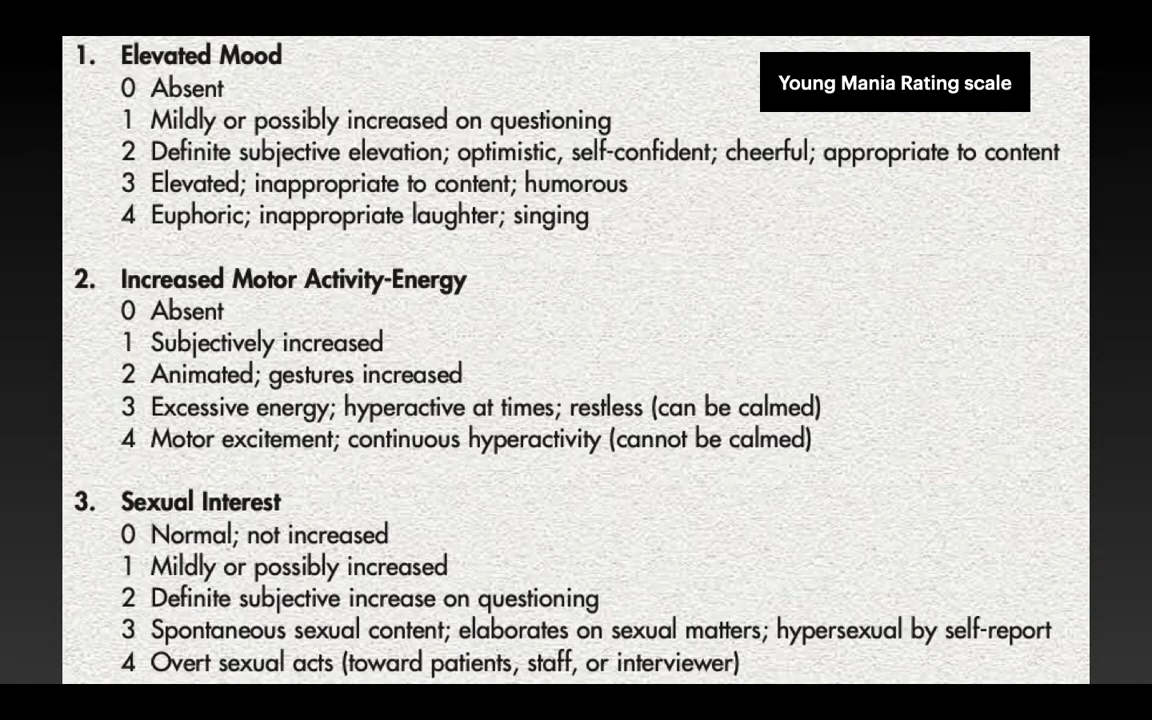 1. Elevated Mood
Young Mania Rating scale
0 Absent
1 Mildly or possibly increased on questioning
2 Definite subjective elevation; optimistic, self-confident; cheerful; appropriate to content
3 Elevated; inappropriate to content; humorous
4 Euphoric; inappropriate laughter; singing
2. Increased Motor Activity-Energy
0 Absent
1 Subjectively increased
2 Animated; gestures increased
3 Excessive energy; hyperactive at times; restless (can be calmed)
4 Motor excitement; continuous hyperactivity (cannot be calmed)
3. Sexual Interest
0 Normal; not increased
1 Mildly or possibly increased
2 Definite subjective increase on questioning
3 Spontaneous sexual content; elaborates on sexual matters; hypersexual by self-report
4 Overt sexual acts (toward patients, staff, or interviewer)